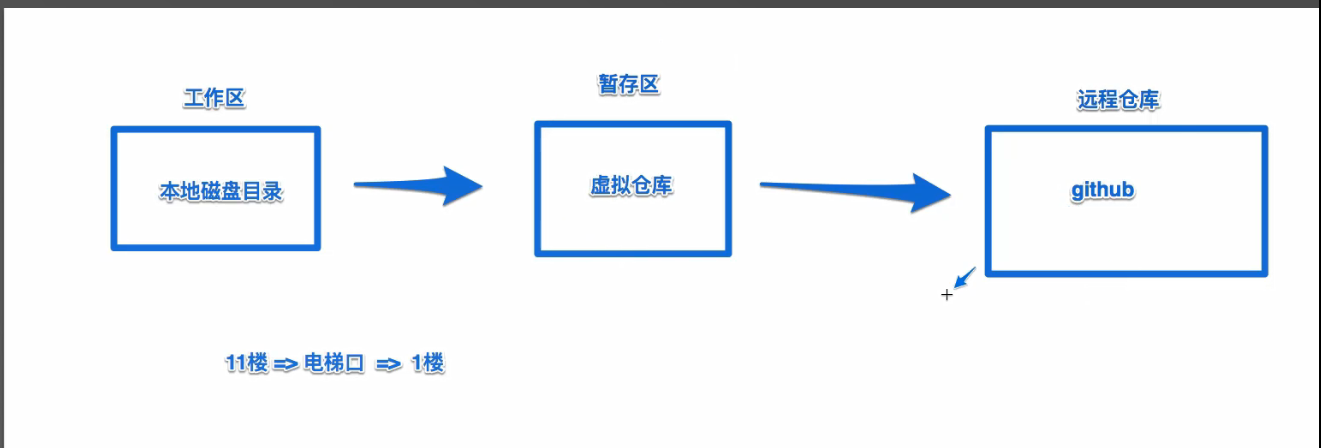 工作区
暂存区
远程仓库
本地磁盘目录
虚拟仓库
github
11楼 => 电梯口 => 1楼